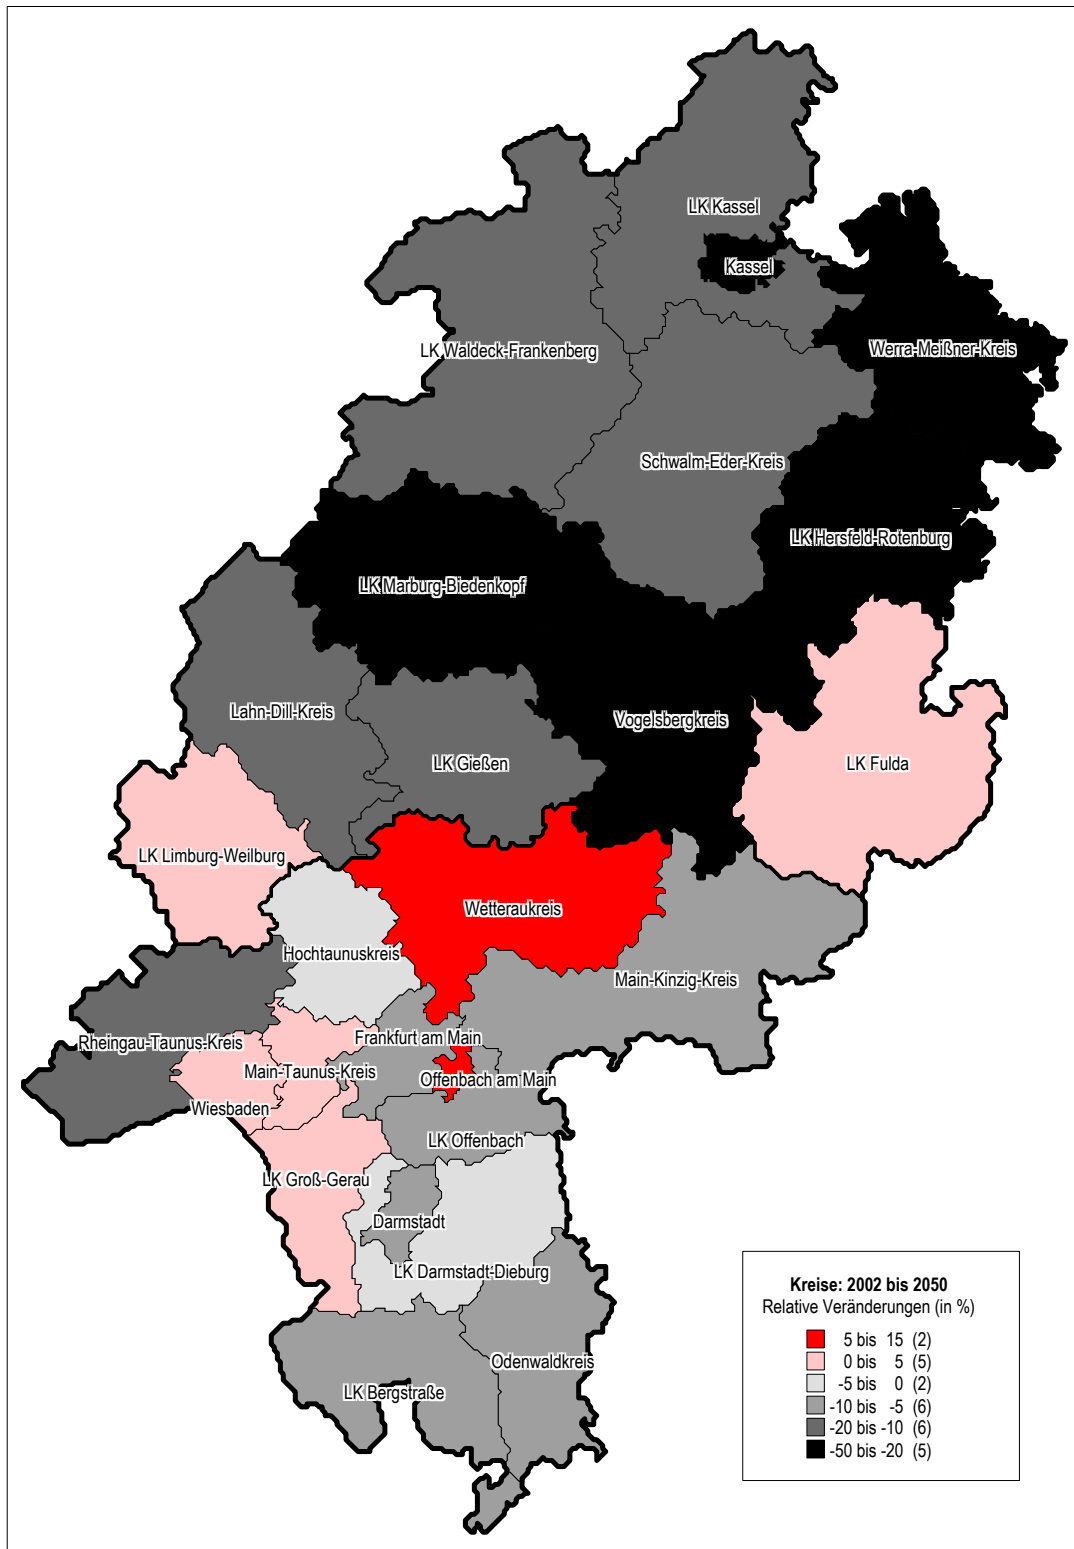 LK Kassel
Kassel
Werra-Meißner-Kreis
LK Waldeck-Frankenberg
Schwalm-Eder-Kreis
LK Hersfeld-Rotenburg
LK Marburg-Biedenkopf
Lahn-Dill-Kreis
Vogelsbergkreis
LK Gießen
LK Fulda
LK Limburg-Weilburg
Wetteraukreis
Hochtaunuskreis
Main-Kinzig-Kreis
Rheingau-Taunus-Kreis
Frankfurt am Main
Main-Taunus-Kreis
Offenbach am Main
Wiesbaden
LK Offenbach
LK Groß-Gerau
Darmstadt
LK Darmstadt-Dieburg
Odenwaldkreis
LK Bergstraße
Kreise: 2002 bis 2050
Relative Veränderungen (in %)
5 bis 15 (2)
0 bis 5 (5)
-5 bis 0 (2)
-10 bis -5 (6)
-20 bis -10 (6)
-50 bis -20 (5)